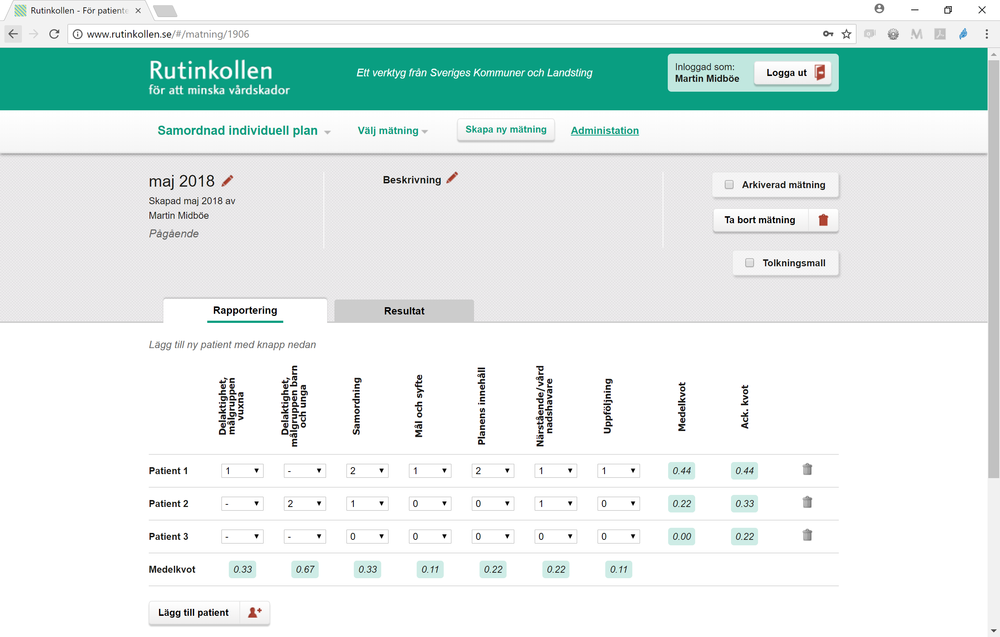 Rutinkollen - För patiente
www.rutinkollen.se/#/matning/1906
Rutinkollen
för att minska vårdskador
Ett verktyg från Sveriges Kommuner och Landsting
Inloggad som:
Martin Midböe
Logga ut
Samordnad individuell plan
Välj mätning
Skapa ny mätning
Administation
maj 2018
Skapad maj 2018 av
Martin Midböe
Pågående
Beskrivning
Arkiverad mätning
Ta bort mätning
Tolkningsmall
Rapportering
Resultat
Lägg till ny patient med knapp nedan
Delaktighet,
målgruppen
vuxna
Delaktighet,
målgruppen barn
och unga
Samordning
Mål och syfte
Planens innehåll
Närstående/vård
nadshavare
Uppföljning
Medelkvot
Ack. kvot
Patient 1 1 - 2 1 2 1 1 0.44 0.44
Patient 2 - 2 1 0 0 1 0 0.22 0.33
Patient 3 - - 0 0 0 0 0 0.00 0.22
Medelkvot 0.33 0.67 0.33 0.11 0.22 0.22 0.11
Lägg till patient